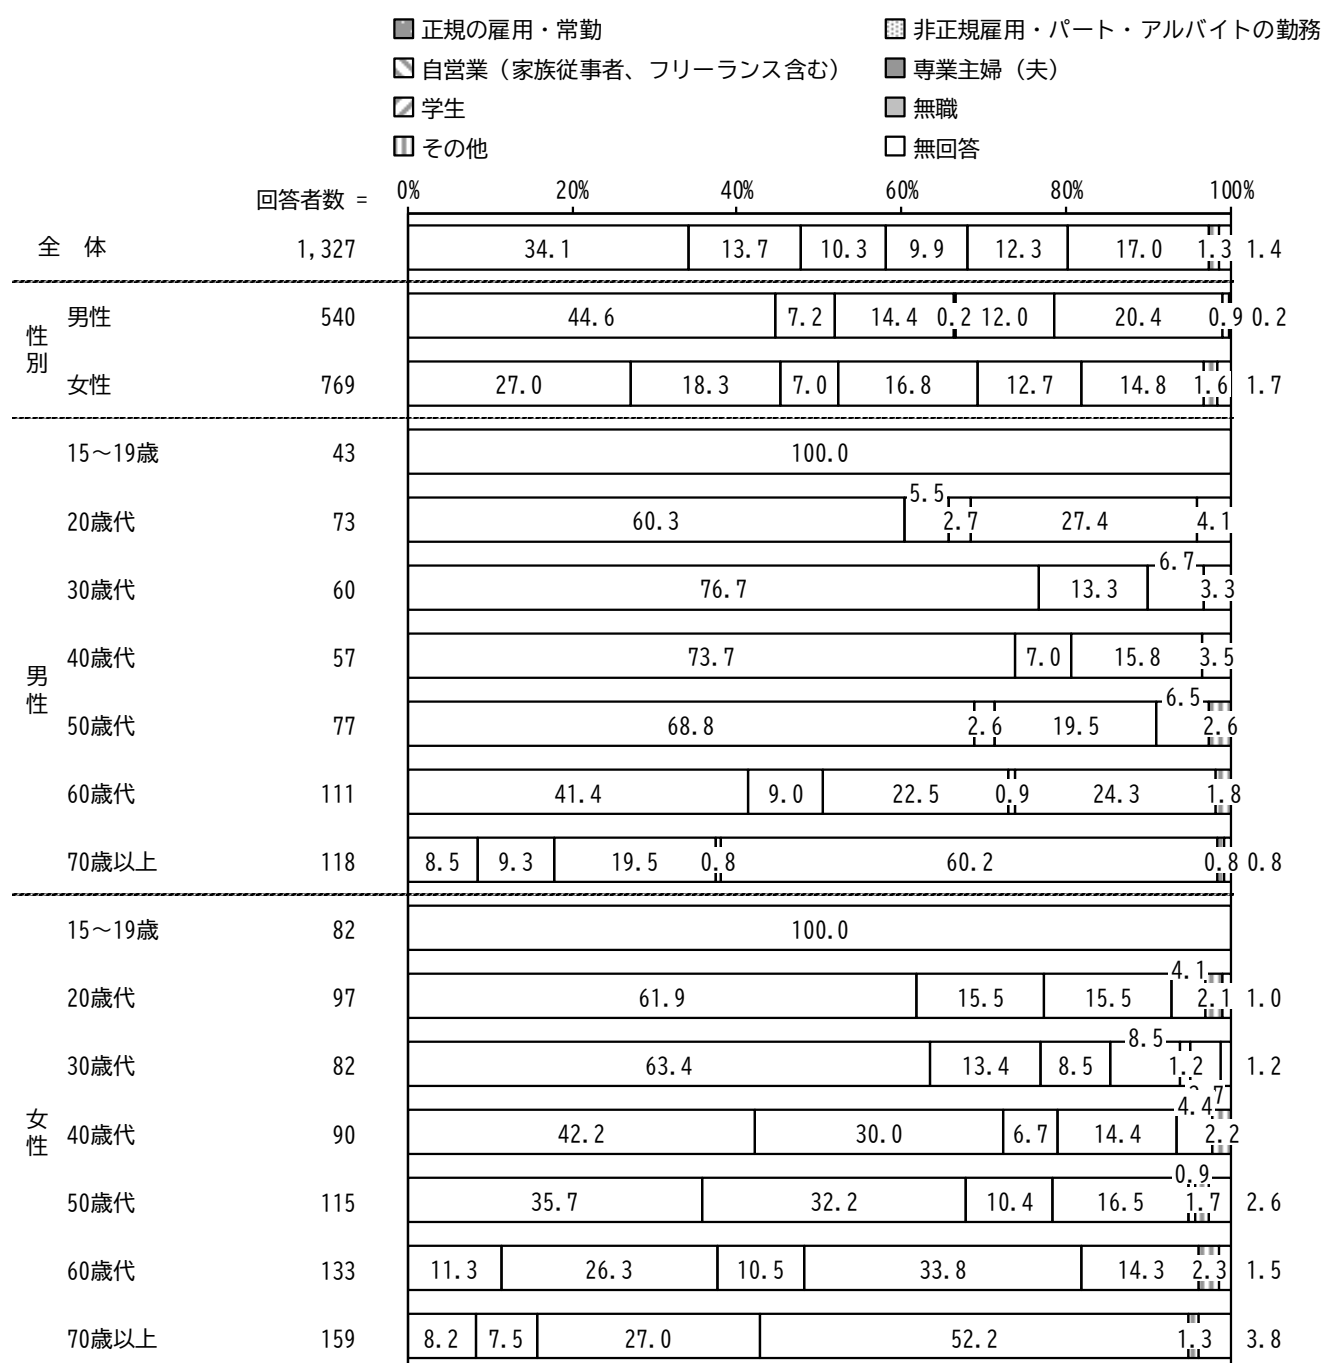 正規の雇用・常勤 非正規雇用・パート・アルバイトの勤務
自営業（家族従事者、フリーランス含む） 専業主婦（夫）
学生 無職
その他 無回答
回答者数 = 0% 20% 40% 60% 80% 100%
全 体 1,327 34.1 13.7 10.3 9.9 12.3 17.0 1.3 1.4
性別
男性 540 44.6 7.2 14.4 0.2 12.0 20.4 0.9 0.2
女性 769 27.0 18.3 7.0 16.8 12.7 14.8 1.6 1.7
男性
15～19歳 43 100.0
20歳代 73 60.3 5.5 2.7 27.4 4.1
30歳代 60 76.7 13.3 6.7 3.3
40歳代 57 73.7 7.0 15.8 3.5
50歳代 77 68.8 2.6 19.5 6.5 2.6
60歳代 111 41.4 9.0 22.5 0.9 24.3 1.8
70歳以上 118 8.5 9.3 19.5 0.8 60.2 0.8 0.8
女性
15～19歳 82 100.0
20歳代 97 61.9 15.5 15.5 4.1 2.1 1.0
30歳代 82 63.4 13.4 8.5 8.5 1.2 1.2
40歳代 90 42.2 30.0 6.7 14.4 4.4 2.2
50歳代 115 35.7 32.2 10.4 16.5 0.9 1.7 2.6
60歳代 133 11.3 26.3 10.5 33.8 14.3 2.3 1.5
70歳以上 159 8.2 7.5 27.0 52.2 1.3 3.8